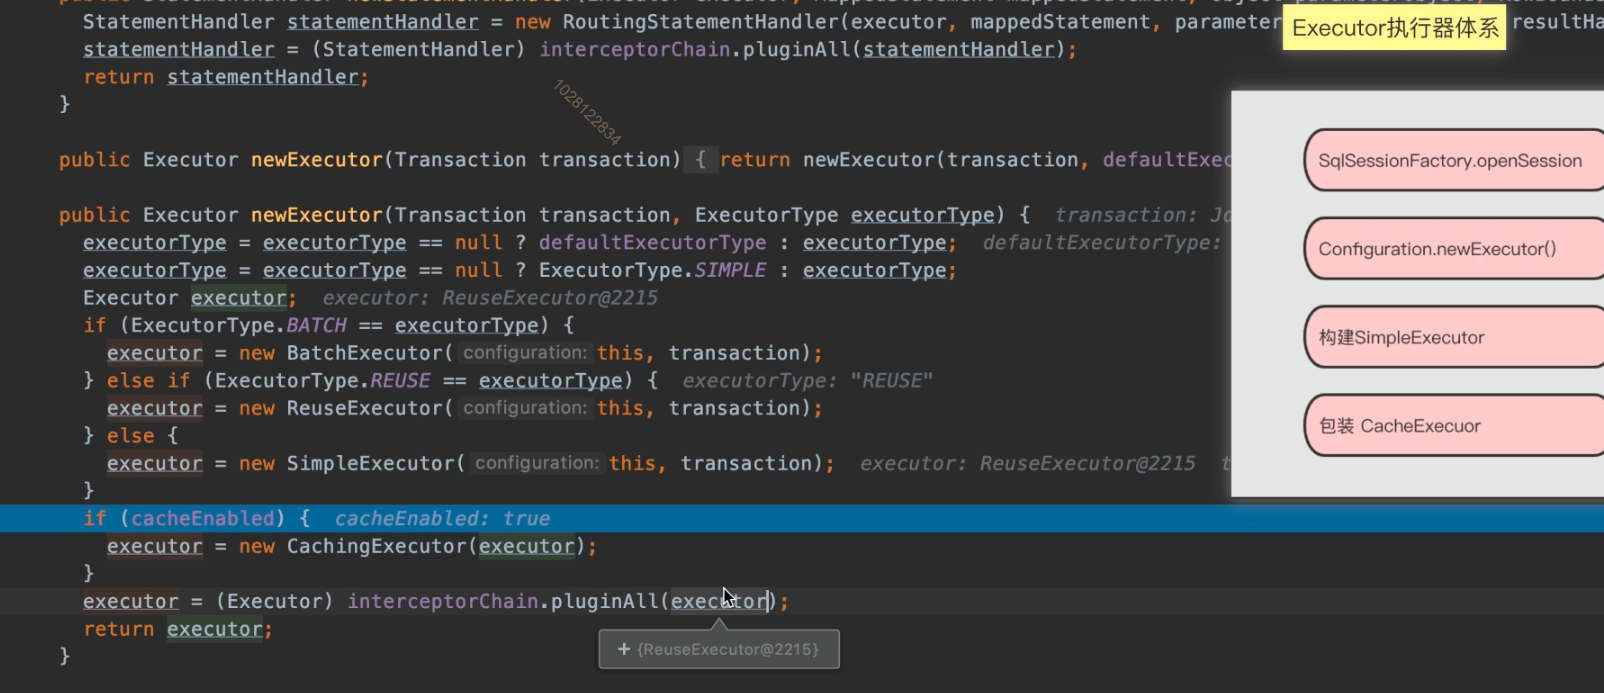 StatementHandler statementHandler = new RoutingStatementHandler(executor, mappedStatement, parameter
resultHa
statementHandler = (StatementHandler) interceptorChain.pluginAll(statementHandler);
return statementHandler;
}
public Executor newExecutor(Transaction transaction) { return newExecutor(transaction, defaultExec
public Executor newExecutor(Transaction transaction, ExecutorType executorType) { transaction: Jd
executorType = executorType == null ? defaultExecutorType : executorType; defaultExecutorType:
executorType = executorType == null ? ExecutorType.SIMPLE : executorType;
Executor executor; executor: ReuseExecutor@2215
if (ExecutorType.BATCH == executorType) {
executor = new BatchExecutor( configuration: this, transaction);
} else if (ExecutorType.REUSE == executorType) { executorType: "REUSE"
executor = new ReuseExecutor( configuration: this, transaction);
} else {
executor = new SimpleExecutor( configuration: this, transaction); executor: ReuseExecutor@2215 t
}
if (cacheEnabled) { cacheEnabled: true
executor = new CachingExecutor(executor);
}
executor = (Executor) interceptorChain.pluginAll(executor);
return executor;
+ {ReuseExecutor@2215}
}
1028122834
Executor执行器体系
SqlSessionFactory.openSession
Configuration.newExecutor()
构建SimpleExecutor
包装 CacheExecuor